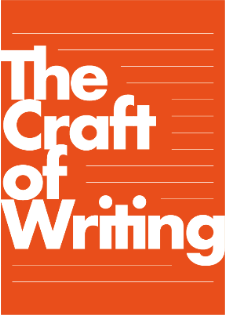 The
Craft
of
Writing